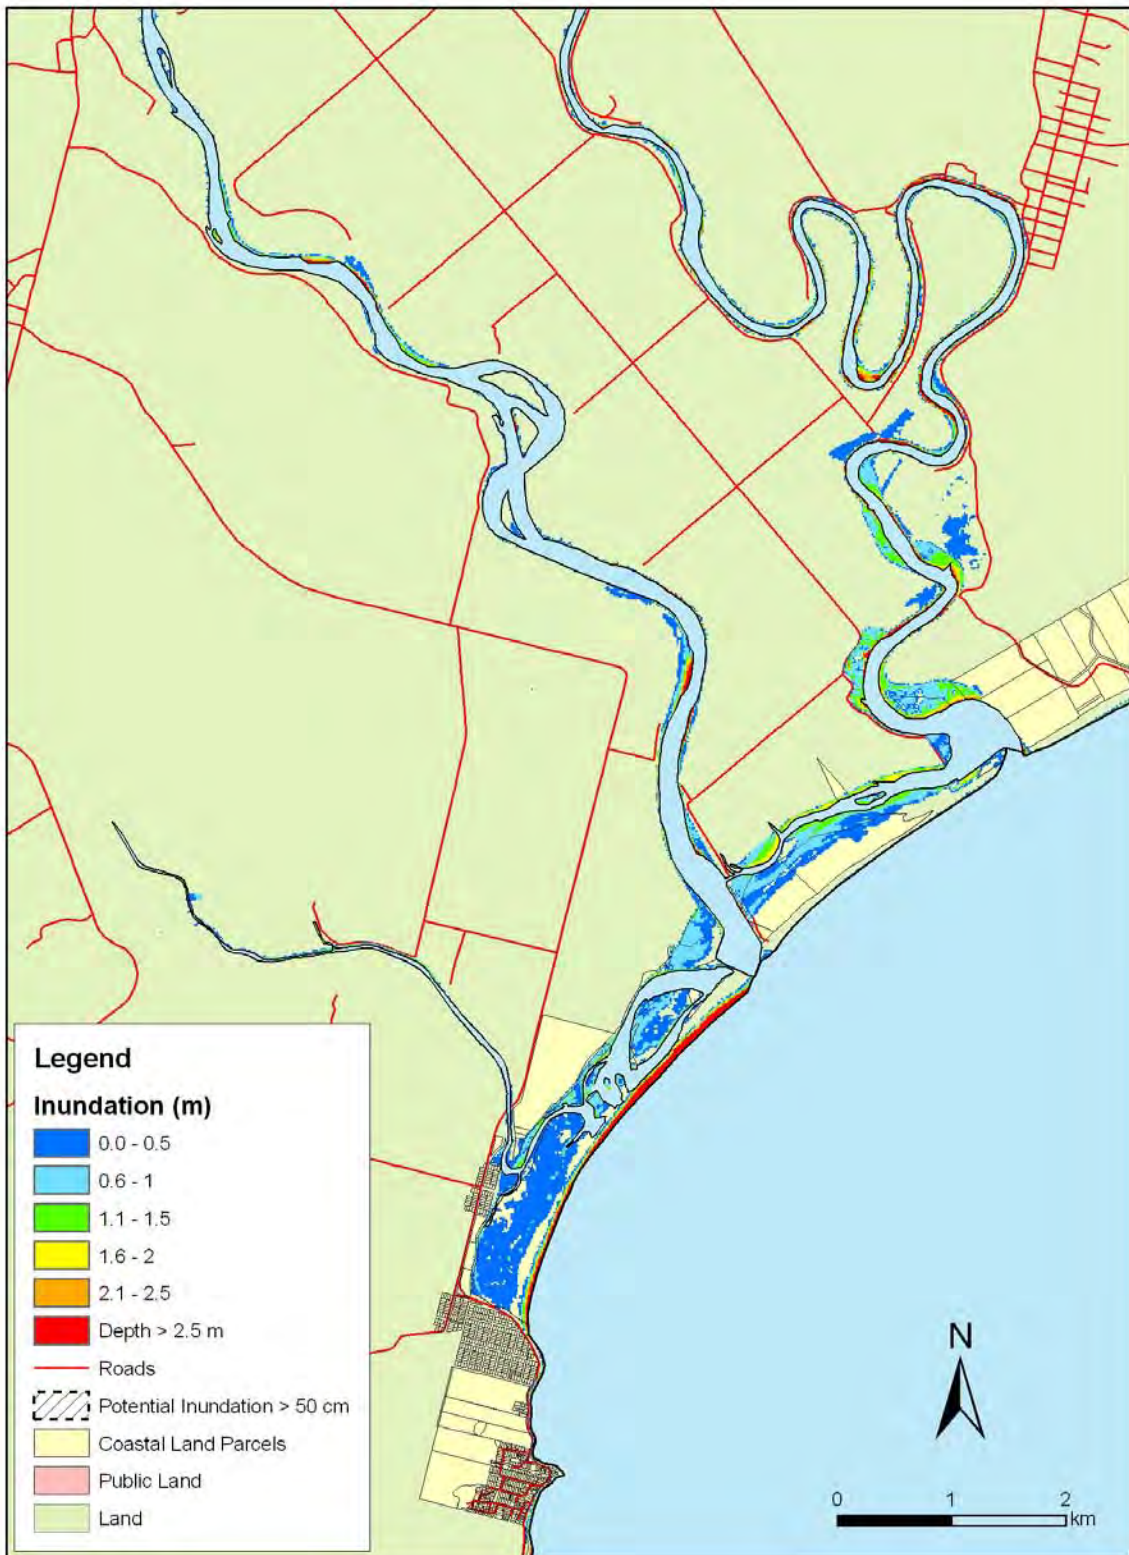 Legend
Inundation (m)
0.0 - 0.5
0.6 - 1
1.1 - 1.5
1.6 - 2
2.1 - 2.5
Depth > 2.5 m
Roads
Potential Inundation > 50 cm
Coastal Land Parcels
Public Land
Land
N
0 1 2
km